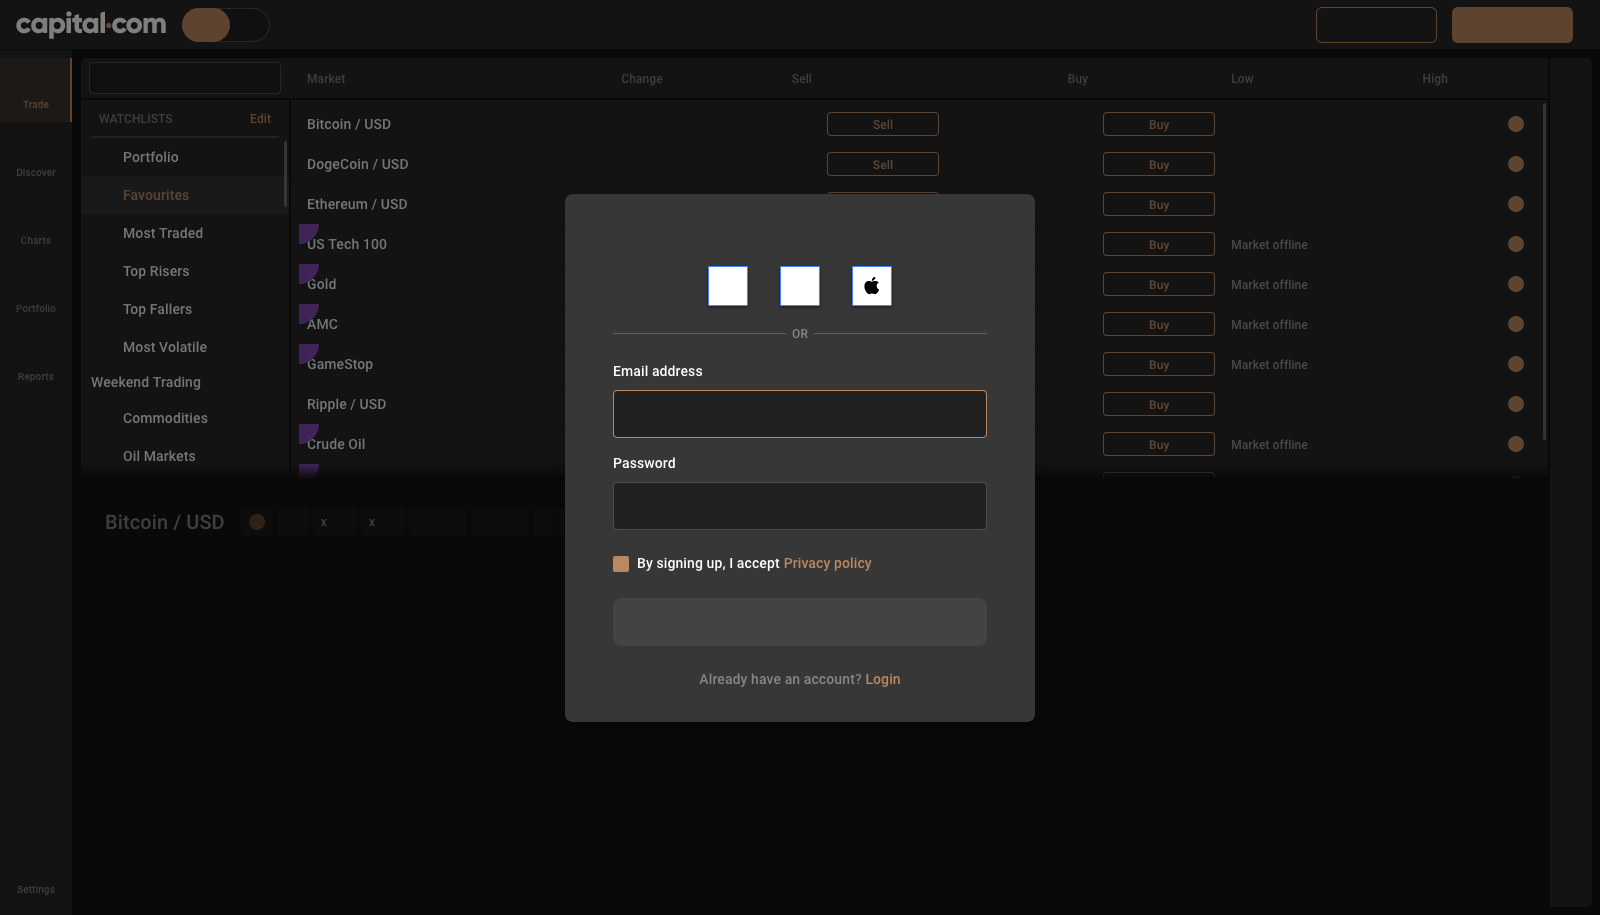 capital.com
Market Change Sell Buy Low High
Trade
Discover
Charts
Portfolio
Reports
Settings
WATCHLISTS Edit
Portfolio
Favourites
Most Traded
Top Risers
Top Fallers
Most Volatile
Weekend Trading
Commodities
Oil Markets
Bitcoin / USD Sell Buy
DogeCoin / USD Sell Buy
Ethereum / USD Buy
US Tech 100 Buy Market offline
Gold Buy Market offline
AMC Buy Market offline
GameStop Buy Market offline
Ripple / USD Buy
Crude Oil Buy Market offline
Bitcoin / USD x x
OR
Email address
Password
By signing up, I accept Privacy policy
Already have an account? Login